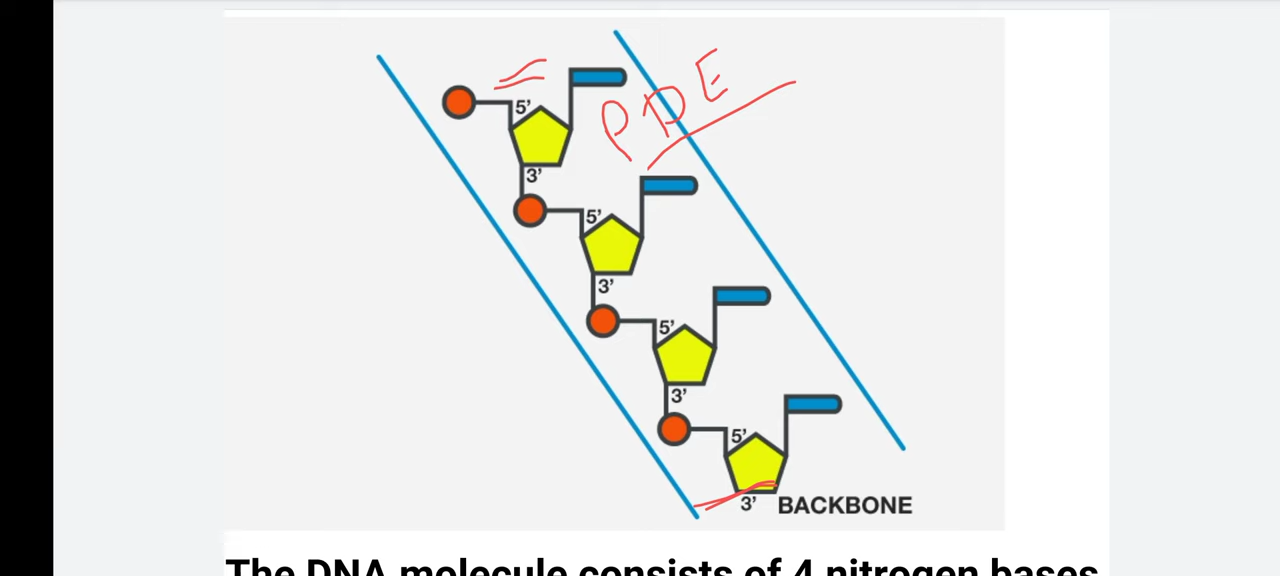 5'
PDE
3'
5'
3'
5'
3'
5'
3' BACKBONE
The DNA molecule consists of 4 nitrogen bases